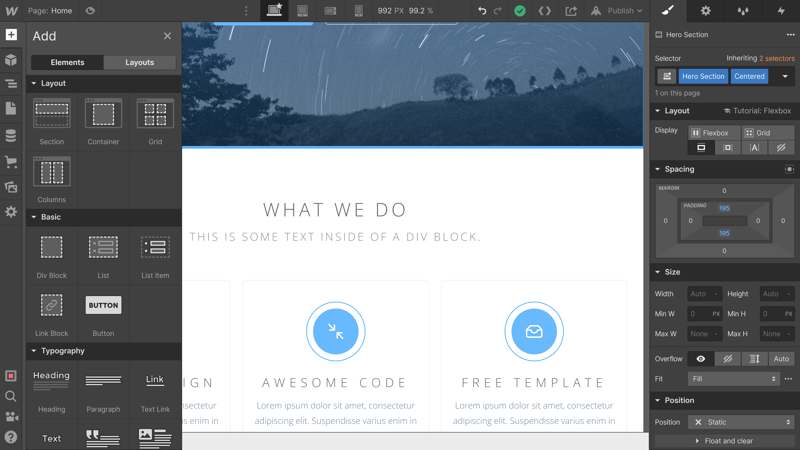 Page: Home
992 PX 99.2 %
Publish
Add
Elements
Layouts
Layout
Section
Container
Grid
Columns
Basic
Div Block
List
List Item
BUTTON
Link Block
Button
Typography
Heading
Link
Heading
Paragraph
Text Link
Text
WHAT WE DO
THIS IS SOME TEXT INSIDE OF A DIV BLOCK.
IGN
AWESOME CODE
FREE TEMPLATE
nsectetur
Lorem ipsum dolor sit amet, consectetur
Lorem ipsum dolor sit amet, consectetur
enim in
adipiscing elit. Suspendisse varius enim in
adipiscing elit. Suspendisse varius enim in
Hero Section
Selector
Inheriting 2 selectors
Hero Section
Centered
1 on this page
Layout
Tutorial: Flexbox
Display
Flexbox
Grid
Spacing
MARGIN
0
PADDING
195
0
0
0
0
195
0
Size
Width Auto -
Height Auto -
Min W 0 PX
Min H 0 PX
Max W None -
Max H None -
Overflow
Auto
Fit
Fill
Position
Position
Static
Float and clear